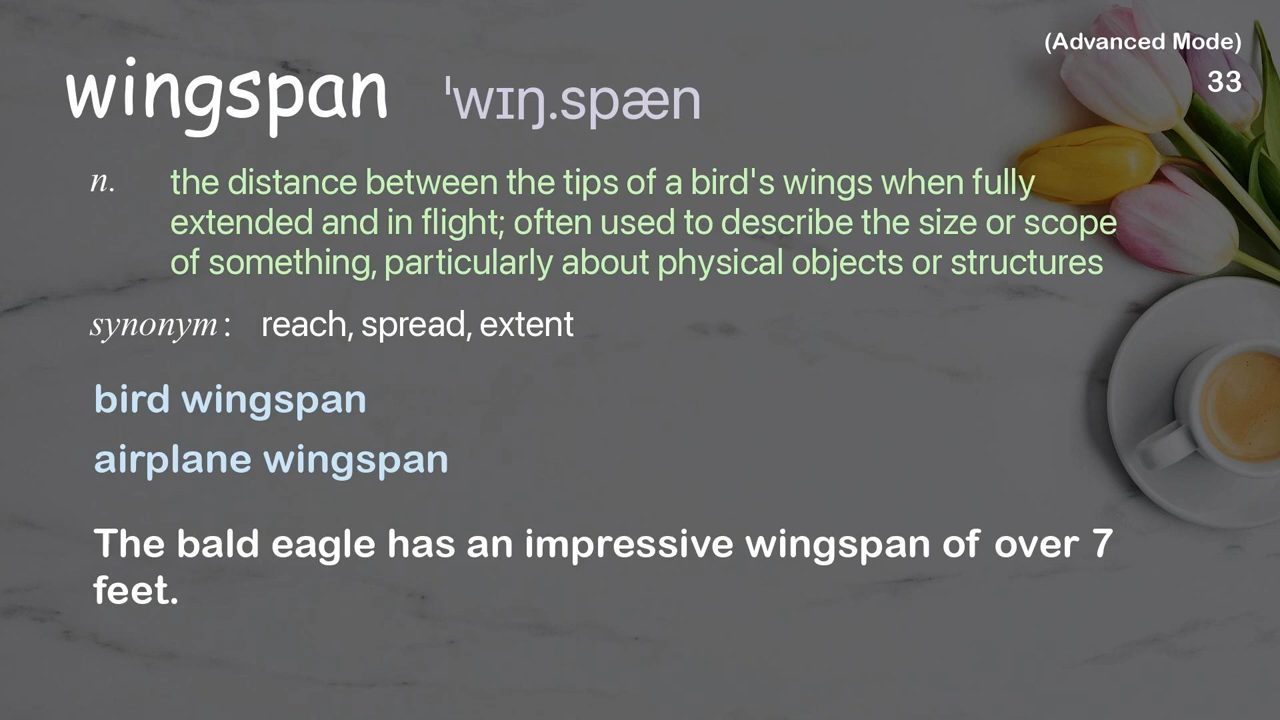 (Advanced Mode)
33
wingspan ˈwɪŋ.spæn
n. the distance between the tips of a bird's wings when fully
extended and in flight; often used to describe the size or scope
of something, particularly about physical objects or structures
synonym: reach, spread, extent
bird wingspan
airplane wingspan
The bald eagle has an impressive wingspan of over 7
feet.